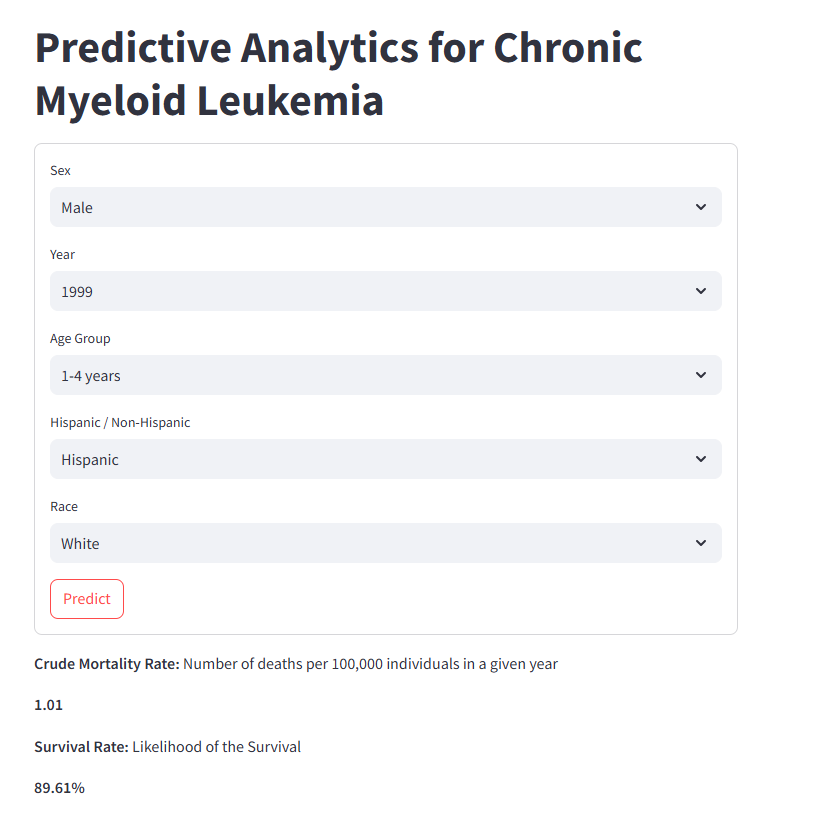 Predictive Analytics for Chronic
Myeloid Leukemia
Sex
Male
Year
1999
Age Group
1-4 years
Hispanic / Non-Hispanic
Hispanic
Race
White
Predict
Crude Mortality Rate: Number of deaths per 100,000 individuals in a given year
1.01
Survival Rate: Likelihood of the Survival
89.61%